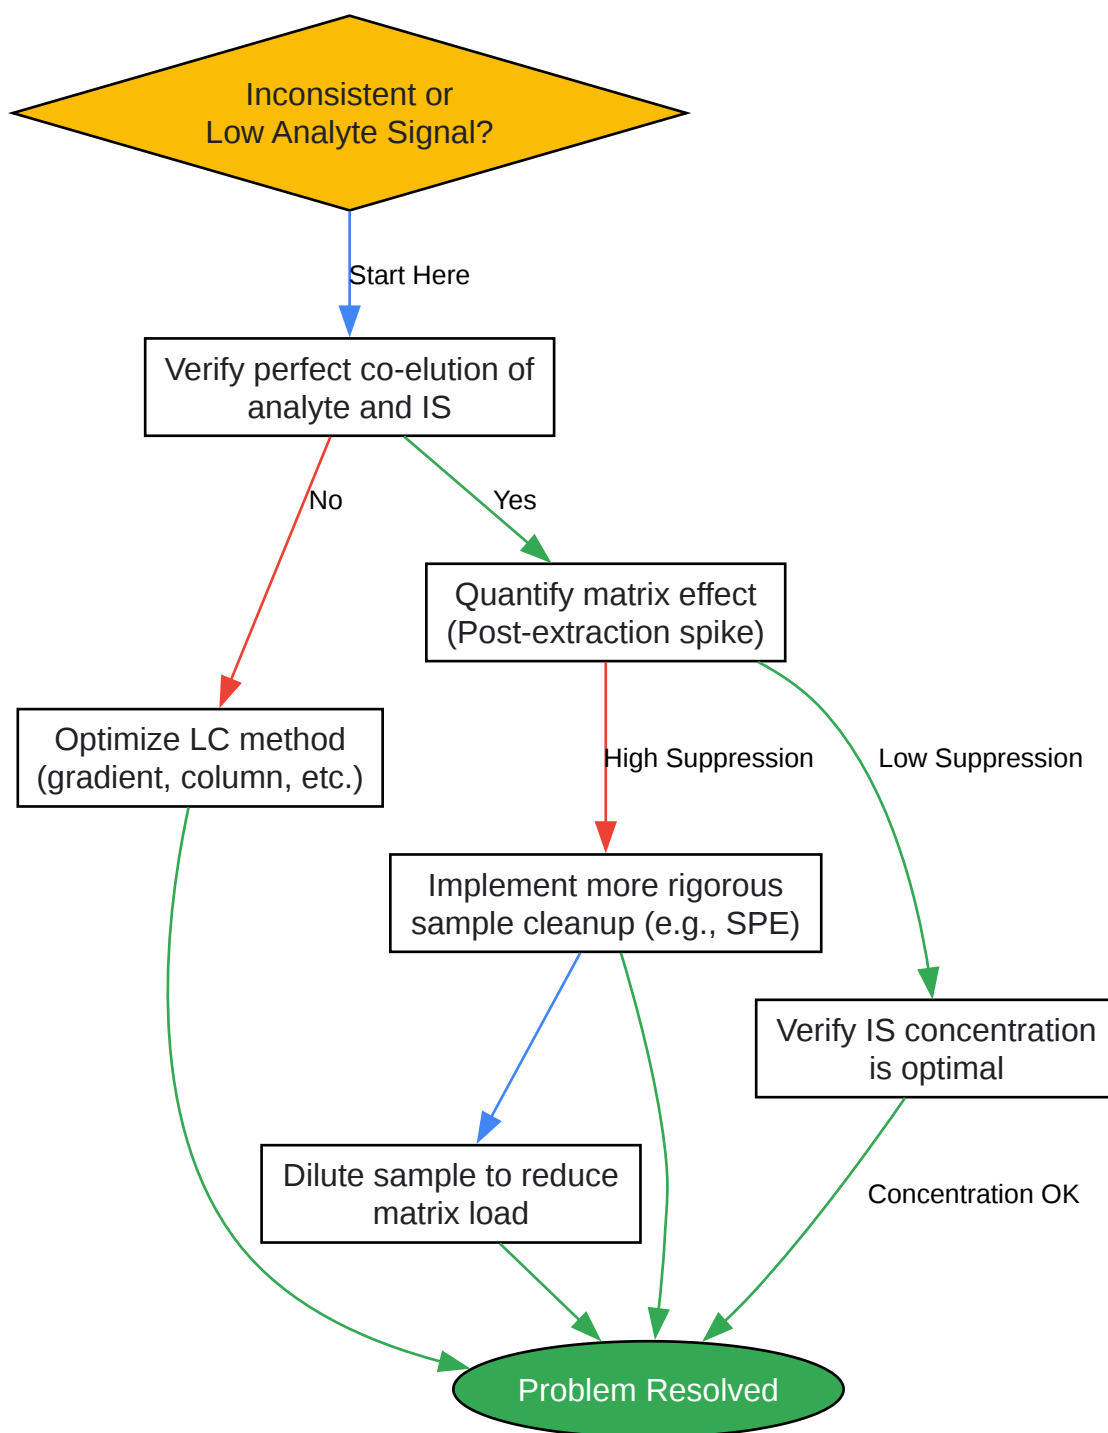 Inconsistent or
Low Analyte Signal?
Start Here
Verify perfect co-elution of
analyte and IS
No
Yes
Quantify matrix effect
(Post-extraction spike)
Optimize LC method
(gradient, column, etc.)
High Suppression
Low Suppression
Implement more rigorous
sample cleanup (e.g., SPE)
Verify IS concentration
is optimal
Dilute sample to reduce
matrix load
Concentration OK
Problem Resolved